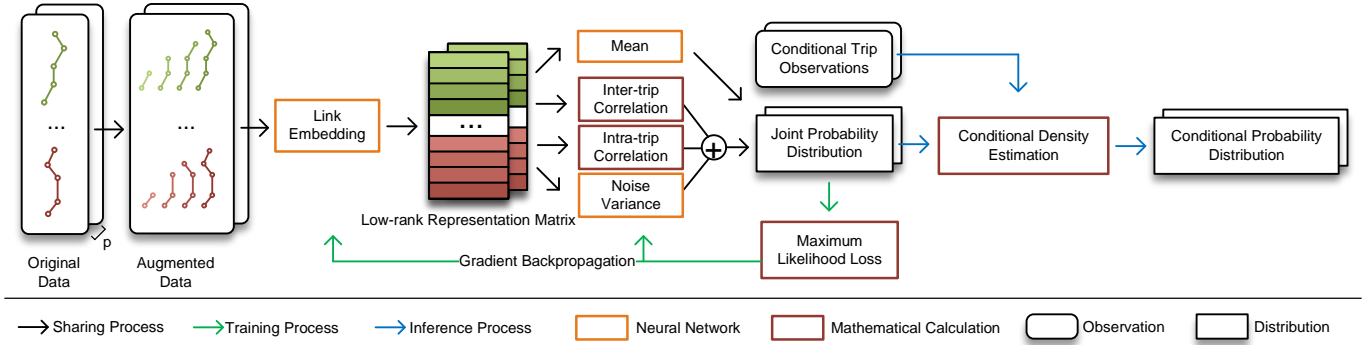 ...
...
p
Original
Data
...
...
Augmented
Data
Link
Embedding
...
Low-rank Representation Matrix
Mean
Inter-trip
Correlation
Intra-trip
Correlation
Noise
Variance
+
Conditional Trip
Observations
Joint Probability
Distribution
Conditional Density
Estimation
Conditional Probability
Distribution
Maximum
Likelihood Loss
Gradient Backpropagation
Sharing Process
Training Process
Inference Process
Neural Network
Mathematical Calculation
Observation
Distribution